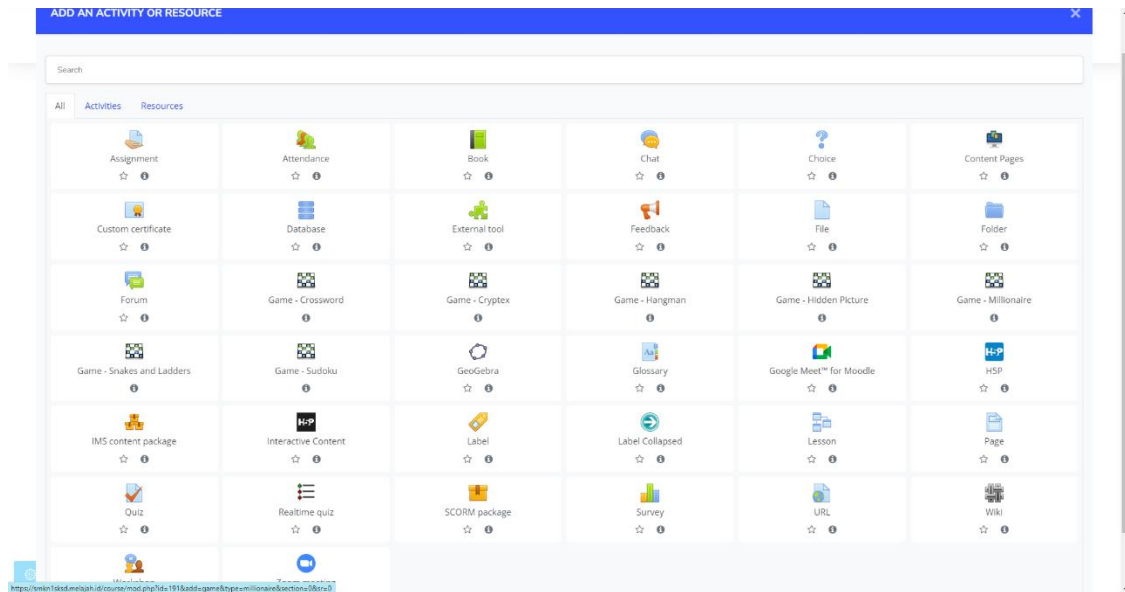 ADD AN ACTIVITY OR RESOURCE
Search
All Activities Resources
Assignment Attendance Book Chat Choice Content Pages
Custom certificate Database External tool Feedback File Folder
Forum Game - Crossword Game - Cryptex Game - Hangman Game - Hidden Picture Game - Millionaire
Game - Snakes and Ladders Game - Sudoku GeoGebra Glossary Google Meet™ for Moodle H5P
IMS content package Interactive Content Label Label Collapsed Lesson Page
Quiz Realtime quiz SCORM package Survey URL Wiki
Workshop Zoom meeting
https://smkn1sksd.melajah.id/course/mod.php?id=191&add=game&type=millionaire&section=0&sr=0